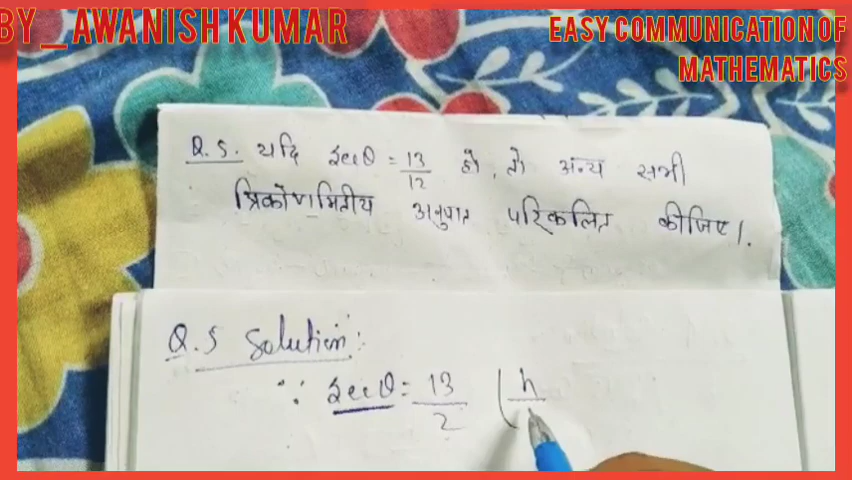 BY_AWANISH KUMAR
EASY COMMUNICATION OF
MATHEMATICS
Q.5. यदि secθ = 13/12 हो, तो अन्य सभी
त्रिकोणमितीय अनुपात परिकलित कीजिए।.
Q.5 Solution:
∵ secθ = 13/2 (h